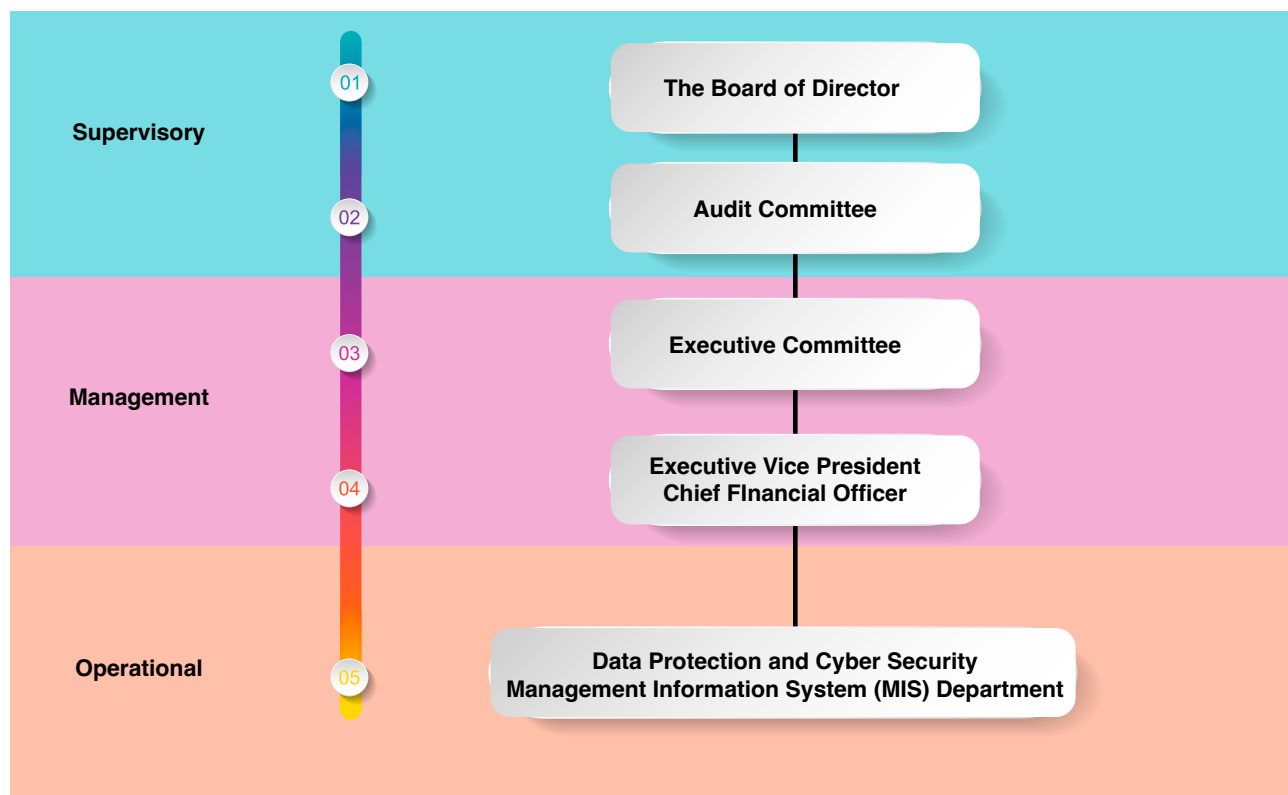 Supervisory
01
The Board of Director
02
Audit Committee
Management
03
Executive Committee
04
Executive Vice President
Chief FInancial Officer
Operational
05
Data Protection and Cyber Security
Management Information System (MIS) Department